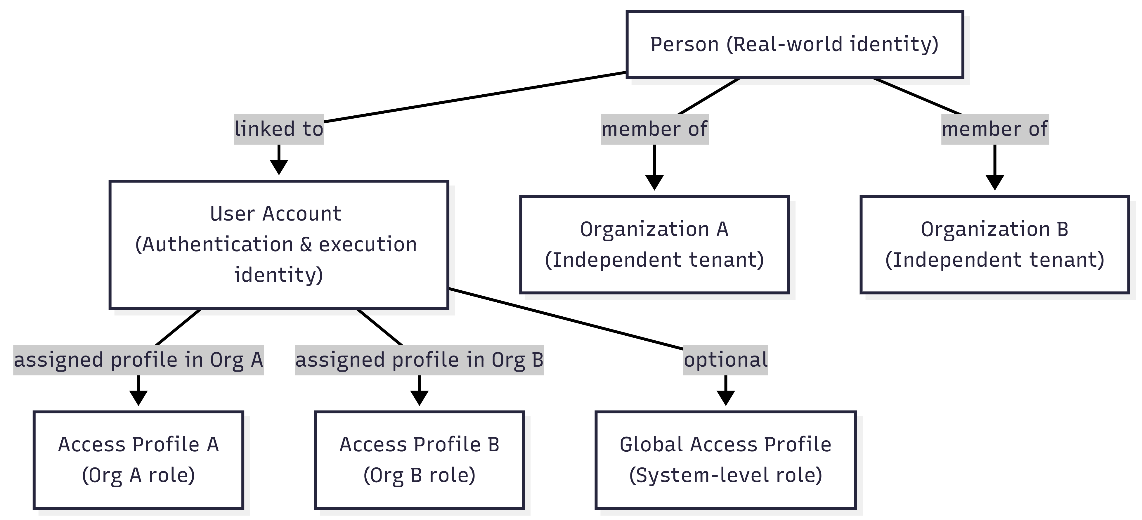 Person (Real-world identity)
linked to
member of
member of
User Account
(Authentication & execution
identity)
Organization A
(Independent tenant)
Organization B
(Independent tenant)
assigned profile in Org A
assigned profile in Org B
optional
Access Profile A
(Org A role)
Access Profile B
(Org B role)
Global Access Profile
(System-level role)